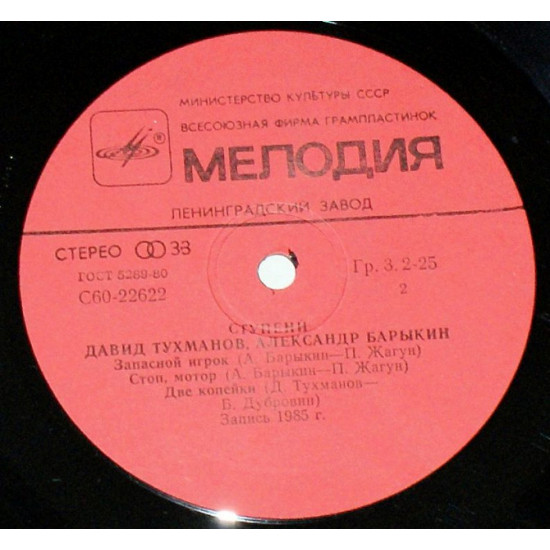 МИНИСТЕРСТВО КУЛЬТУРЫ СССР
ВСЕСОЮЗНАЯ ФИРМА ГРАМПЛАСТИНОК
®
МЕЛОДИЯ
ЛЕНИНГРАДСКИЙ ЗАВОД
СТЕРЕО 33
ГОСТ 5289-80
С60-22622
Гр. 3. 2-25
2
СТУПЕНИ
ДАВИД ТУХМАНОВ, АЛЕКСАНДР БАРЫКИН
Запасной игрок (А. Барыкин—П. Жагун)
Стоп, мотор (А. Барыкин—П. Жагун)
Две копейки (Д. Тухманов—
В. Дубровин)
Запись 1985 г.